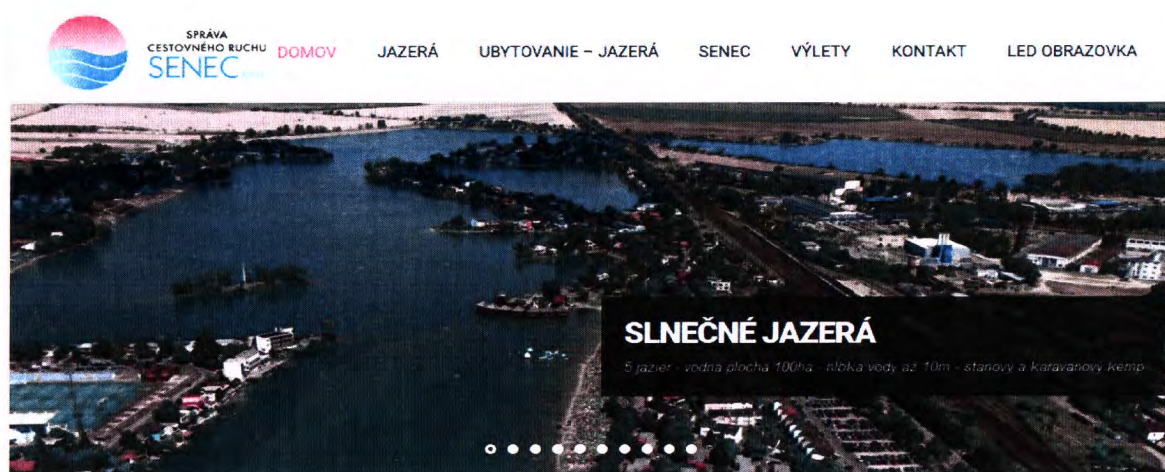 SPRÁVA
CESTOVNÉHO RUCHU
SENEC
DOMOV JAZERÁ UBYTOVANIE – JAZERÁ SENEC VÝLETY KONTAKT LED OBRAZOVKA
SLNEČNÉ JAZERÁ
5 jazier - vodná plocha 100ha - hĺbka vody až 10m - stanový a karavanový kemp